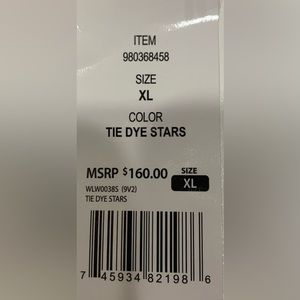 ITEM
980368458
SIZE
XL
COLOR
TIE DYE STARS
MSRP $160.00 SIZE XL
WLW0038S (9V2)
TIE DYE STARS
7 45934 82198 6